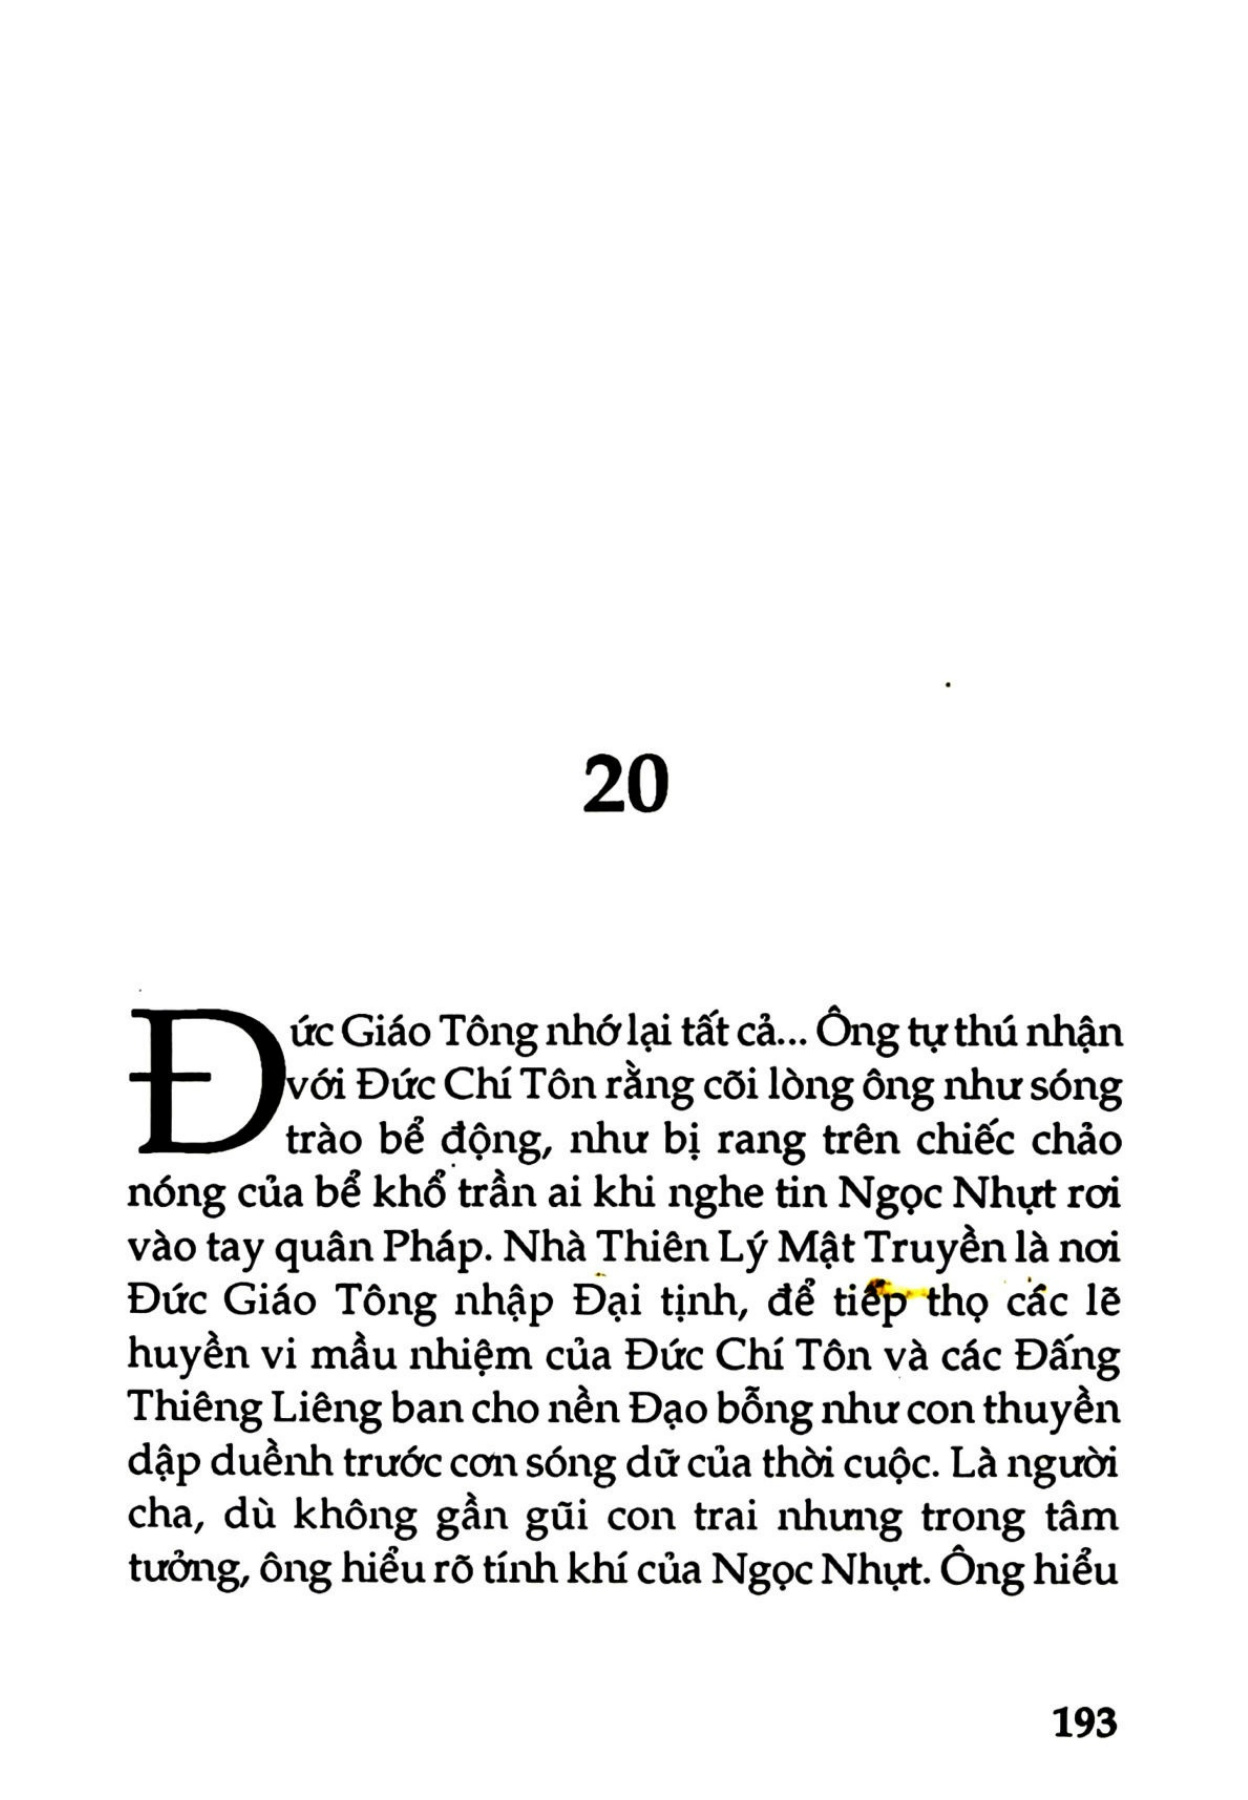 20
Đức Giáo Tông nhớ lại tất cả... Ông tự thú nhận
với Đức Chí Tôn rằng cõi lòng ông như sóng
trào bể động, như bị rang trên chiếc chảo
nóng của bể khổ trần ai khi nghe tin Ngọc Nhựt rơi
vào tay quân Pháp. Nhà Thiên Lý Mật Truyền là nơi
Đức Giáo Tông nhập Đại tịnh, để tiếp thọ các lẽ
huyền vi mầu nhiệm của Đức Chí Tôn và các Đấng
Thiêng Liêng ban cho nền Đạo bỗng như con thuyền
dập duềnh trước cơn sóng dữ của thời cuộc. Là người
cha, dù không gần gũi con trai nhưng trong tâm
tưởng, ông hiểu rõ tính khí của Ngọc Nhựt. Ông hiểu
193